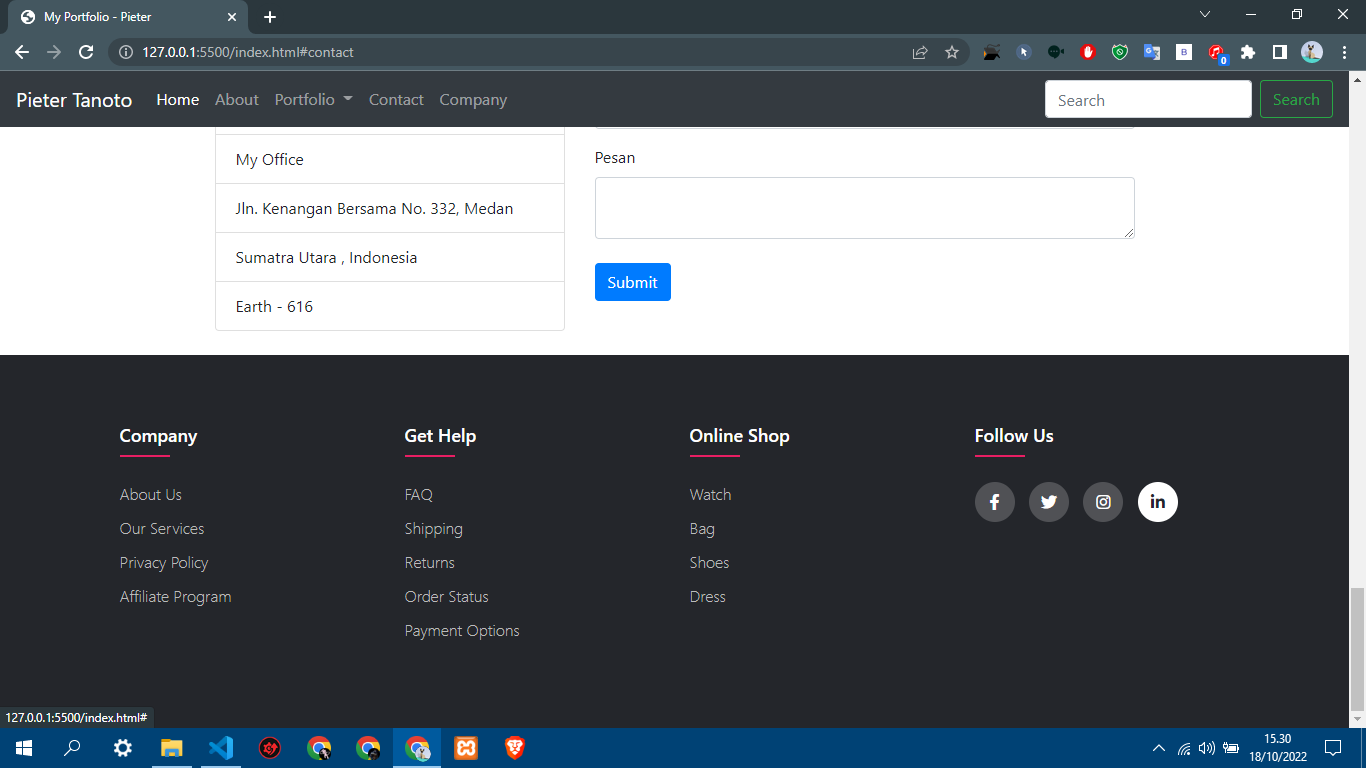 My Portfolio - Pieter
127.0.0.1:5500/index.html#contact
B
0
Pieter Tanoto
Home
About
Portfolio
Contact
Company
Search
Search
My Office
Jln. Kenangan Bersama No. 332, Medan
Sumatra Utara , Indonesia
Earth - 616
Pesan
Submit
Company
About Us
Our Services
Privacy Policy
Affiliate Program
Get Help
FAQ
Shipping
Returns
Order Status
Payment Options
Online Shop
Watch
Bag
Shoes
Dress
Follow Us
127.0.0.1:5500/index.html#
15.30
18/10/2022